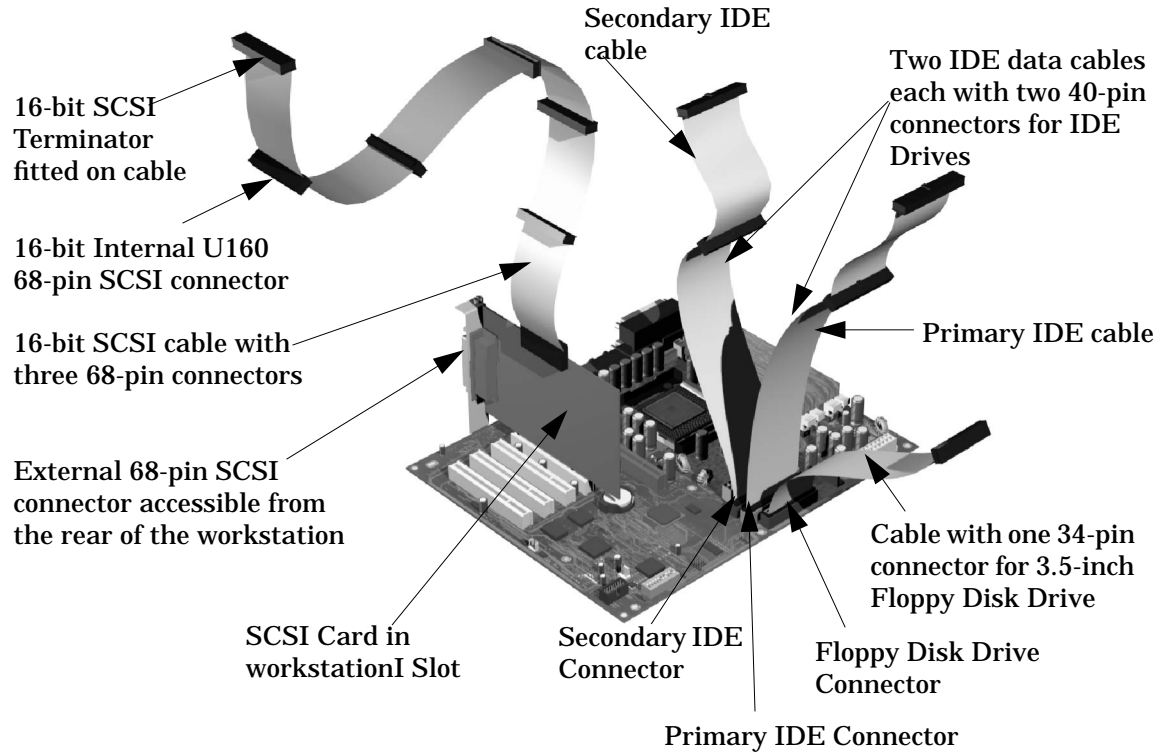 Secondary IDE
cable
Two IDE data cables
each with two 40-pin
connectors for IDE
Drives
16-bit SCSI
Terminator
fitted on cable
16-bit Internal U160
68-pin SCSI connector
16-bit SCSI cable with
three 68-pin connectors
Primary IDE cable
External 68-pin SCSI
connector accessible from
the rear of the workstation
Cable with one 34-pin
connector for 3.5-inch
Floppy Disk Drive
SCSI Card in
workstationI Slot
Secondary IDE
Connector
Floppy Disk Drive
Connector
Primary IDE Connector